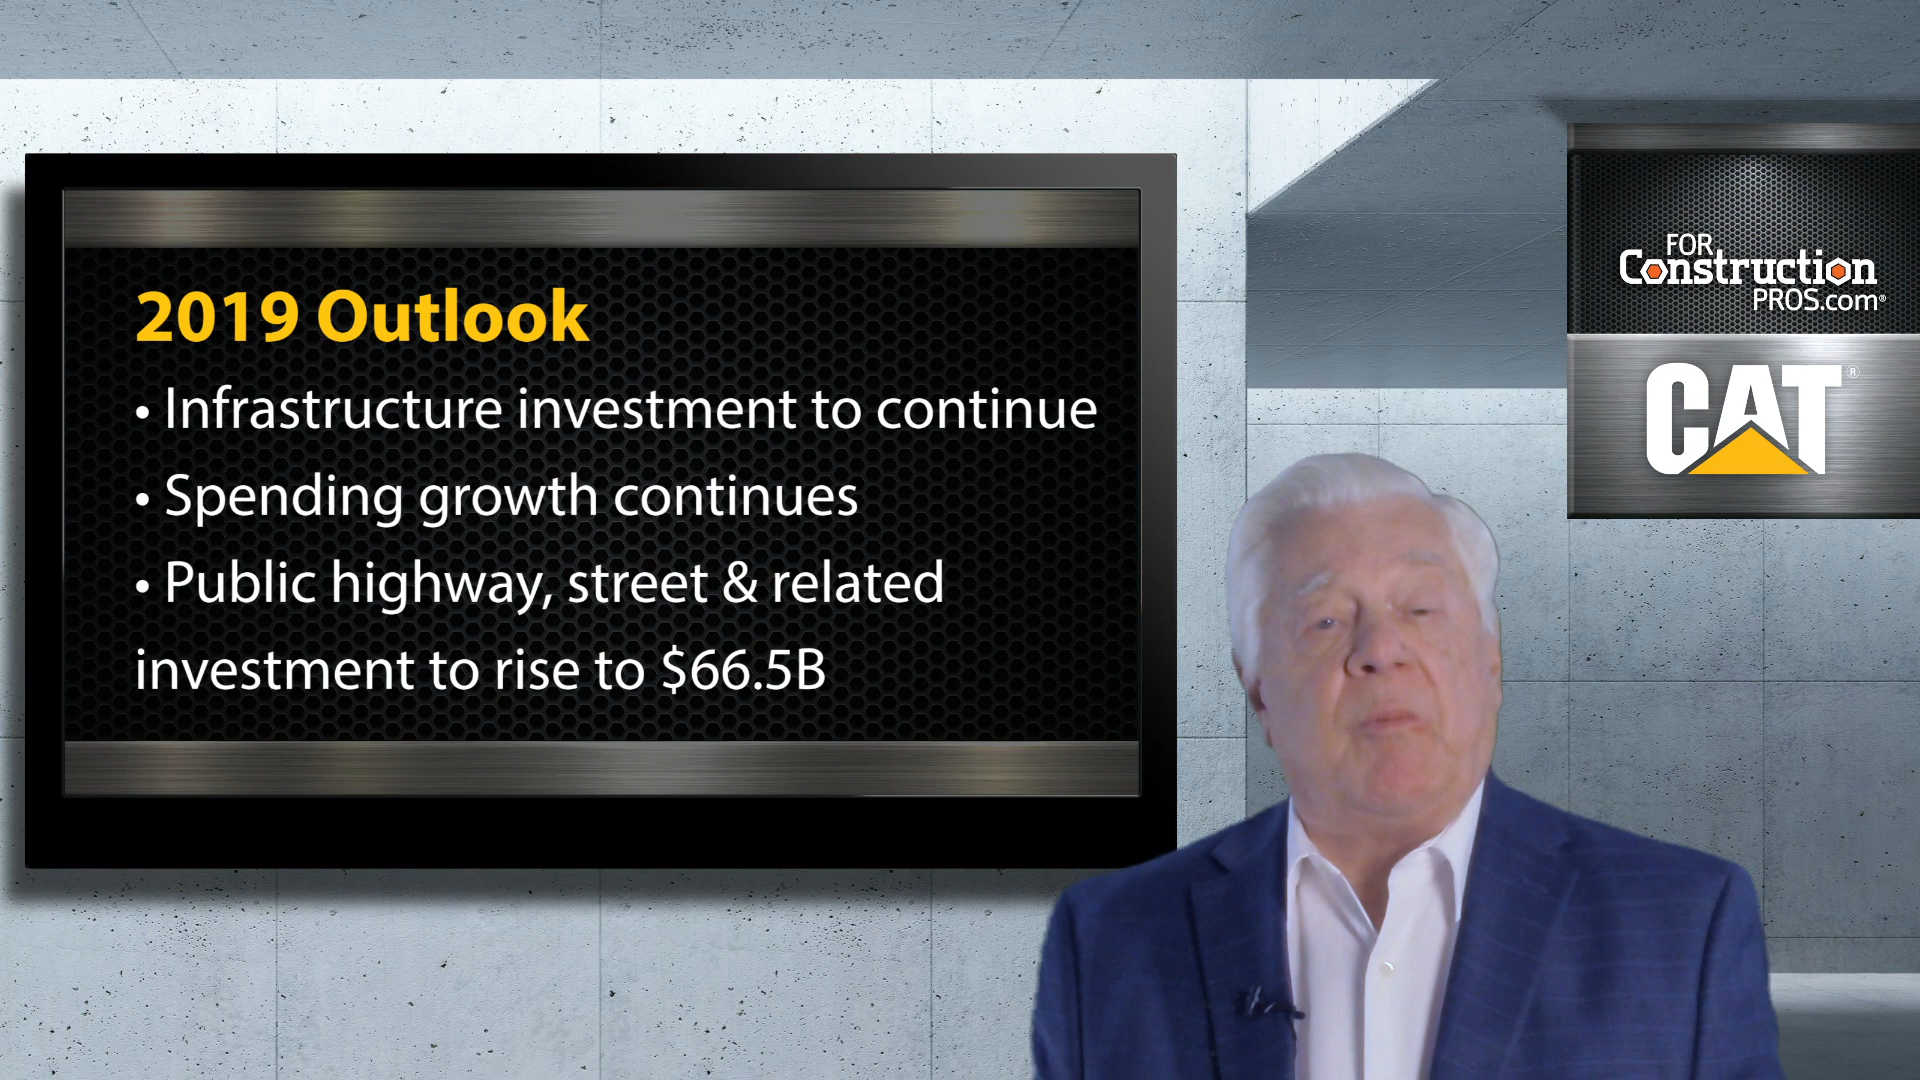 2019 Outlook
• Infrastructure investment to continue
• Spending growth continues
• Public highway, street & related
investment to rise to $66.5B
FOR
Construction
PROS.com®
CAT®